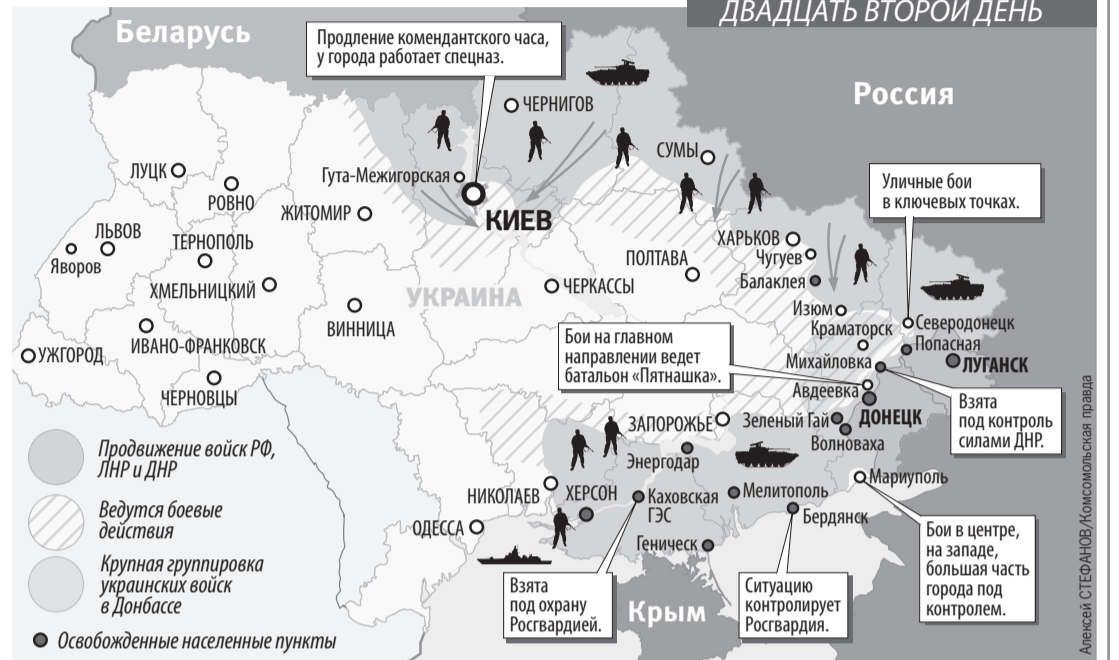 ДВАДЦАТЬ ВТОРОЙ ДЕНЬ
Беларусь
Продление комендантского часа,
у города работает спецназ.
Россия
ЧЕРНИГОВ
СУМЫ
ЛУЦК
РОВНО
Гута-Межигорская
ЖИТОМИР
КИЕВ
Уличные бои
в ключевых точках.
ЛЬВОВ
Яворов
ТЕРНОПОЛЬ
ХМЕЛЬНИЦКИЙ
ПОЛТАВА
ХАРЬКОВ
Чугуев
Балаклея
УКРАИНА
ЧЕРКАССЫ
ВИННИЦА
Изюм
Краматорск
Северодонецк
Попасная
ЛУГАНСК
УЖГОРОД
ИВАНО-ФРАНКОВСК
ЧЕРНОВЦЫ
Бои на главном
направлении ведет
батальон «Пятнашка».
Михайловка
Авдеевка
ДОНЕЦК
Взята
под контроль
силами ДНР.
ЗАПОРОЖЬЕ
Зеленый Гай
Волноваха
Энергодар
Мариуполь
НИКОЛАЕВ
ХЕРСОН
Каховская
ГЭС
Мелитополь
Бердянск
ОДЕССА
Геническ
Взята
под охрану
Росгвардией.
Крым
Ситуацию
контролирует
Росгвардия.
Бои в центре,
на западе,
большая часть
города под
контролем.
Продвижение войск РФ,
ЛНР и ДНР
Ведутся боевые
действия
Крупная группировка
украинских войск
в Донбассе
Освобожденные населенные пункты
Алексей СТЕФАНОВ/Комсомольская правда